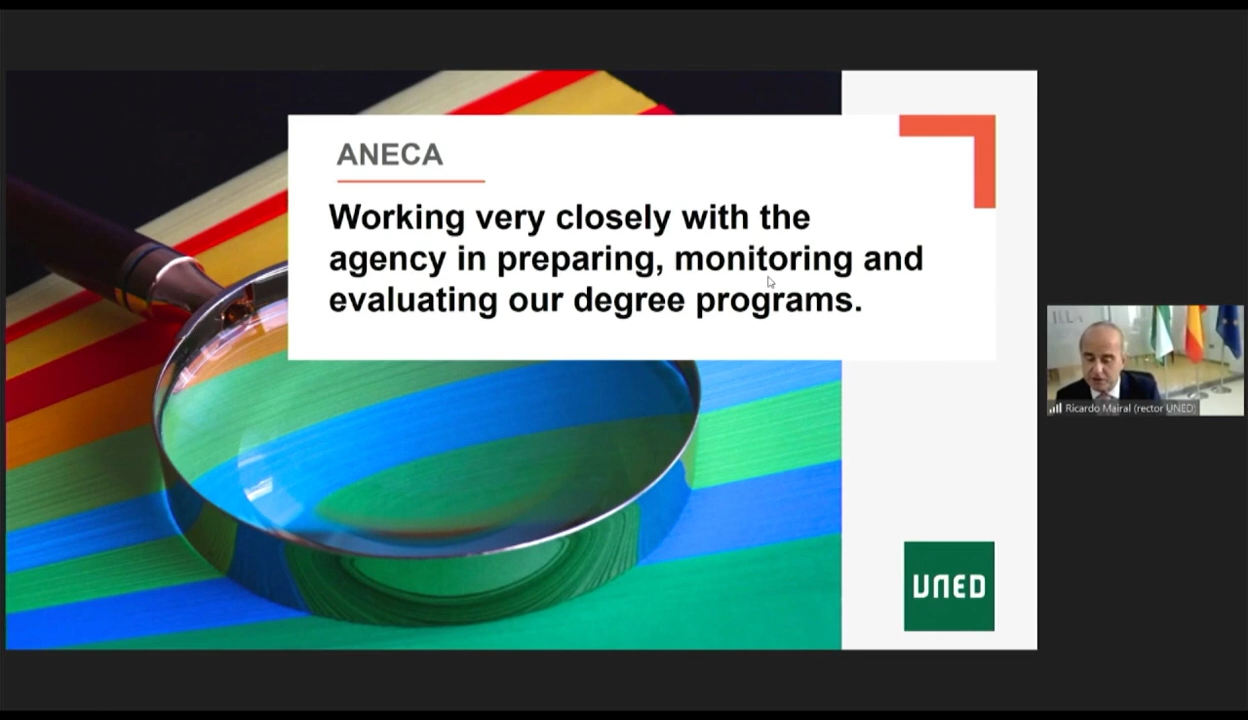 ANECA
Working very closely with the
agency in preparing, monitoring and
evaluating our degree programs.
UNED
Ricardo Mairal (rector UNED)